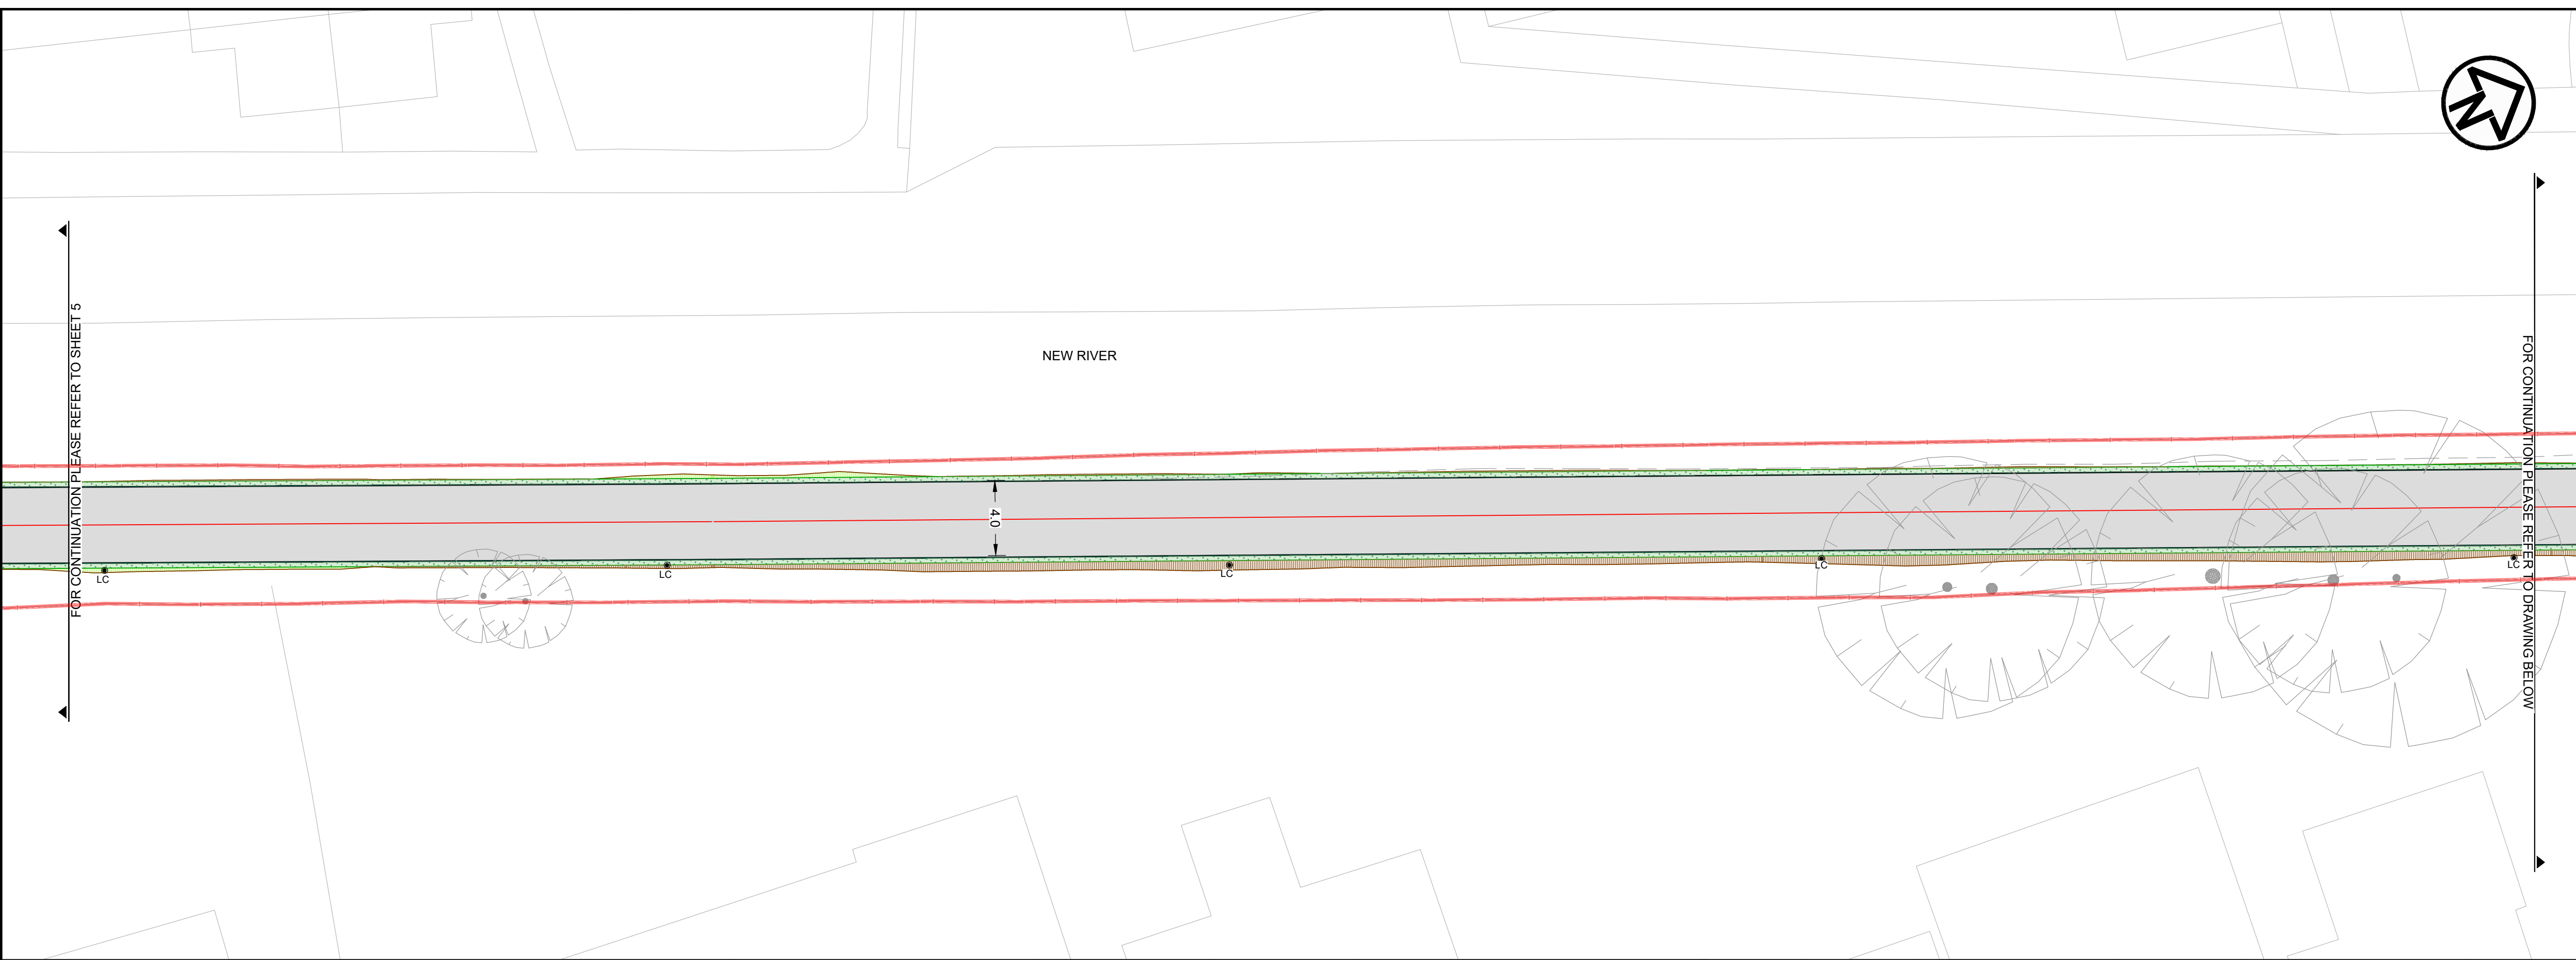 N
FOR CONTINUATION PLEASE REFER TO SHEET 5
NEW RIVER
FOR CONTINUATION PLEASE REFER TO DRAWING BELOW
4.0
LC
LC
LC
LC
LC